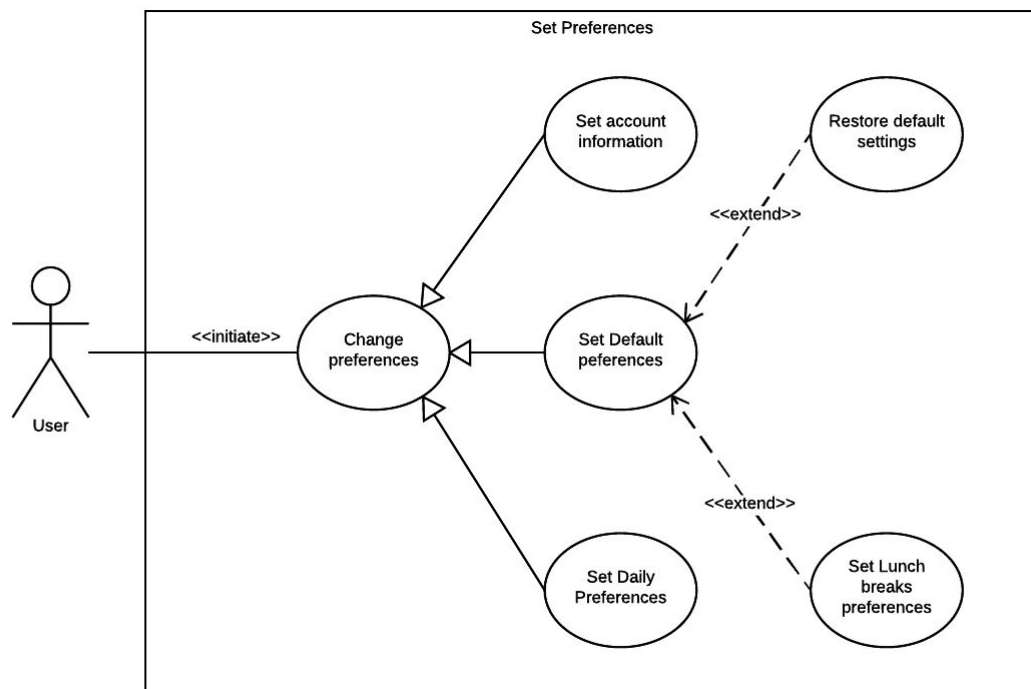 Set Preferences
Set account
information
Restore default
settings
<<extend>>
<<initiate>>
Change
preferences
Set Default
peferences
User
<<extend>>
Set Daily
Preferences
Set Lunch
breaks
preferences